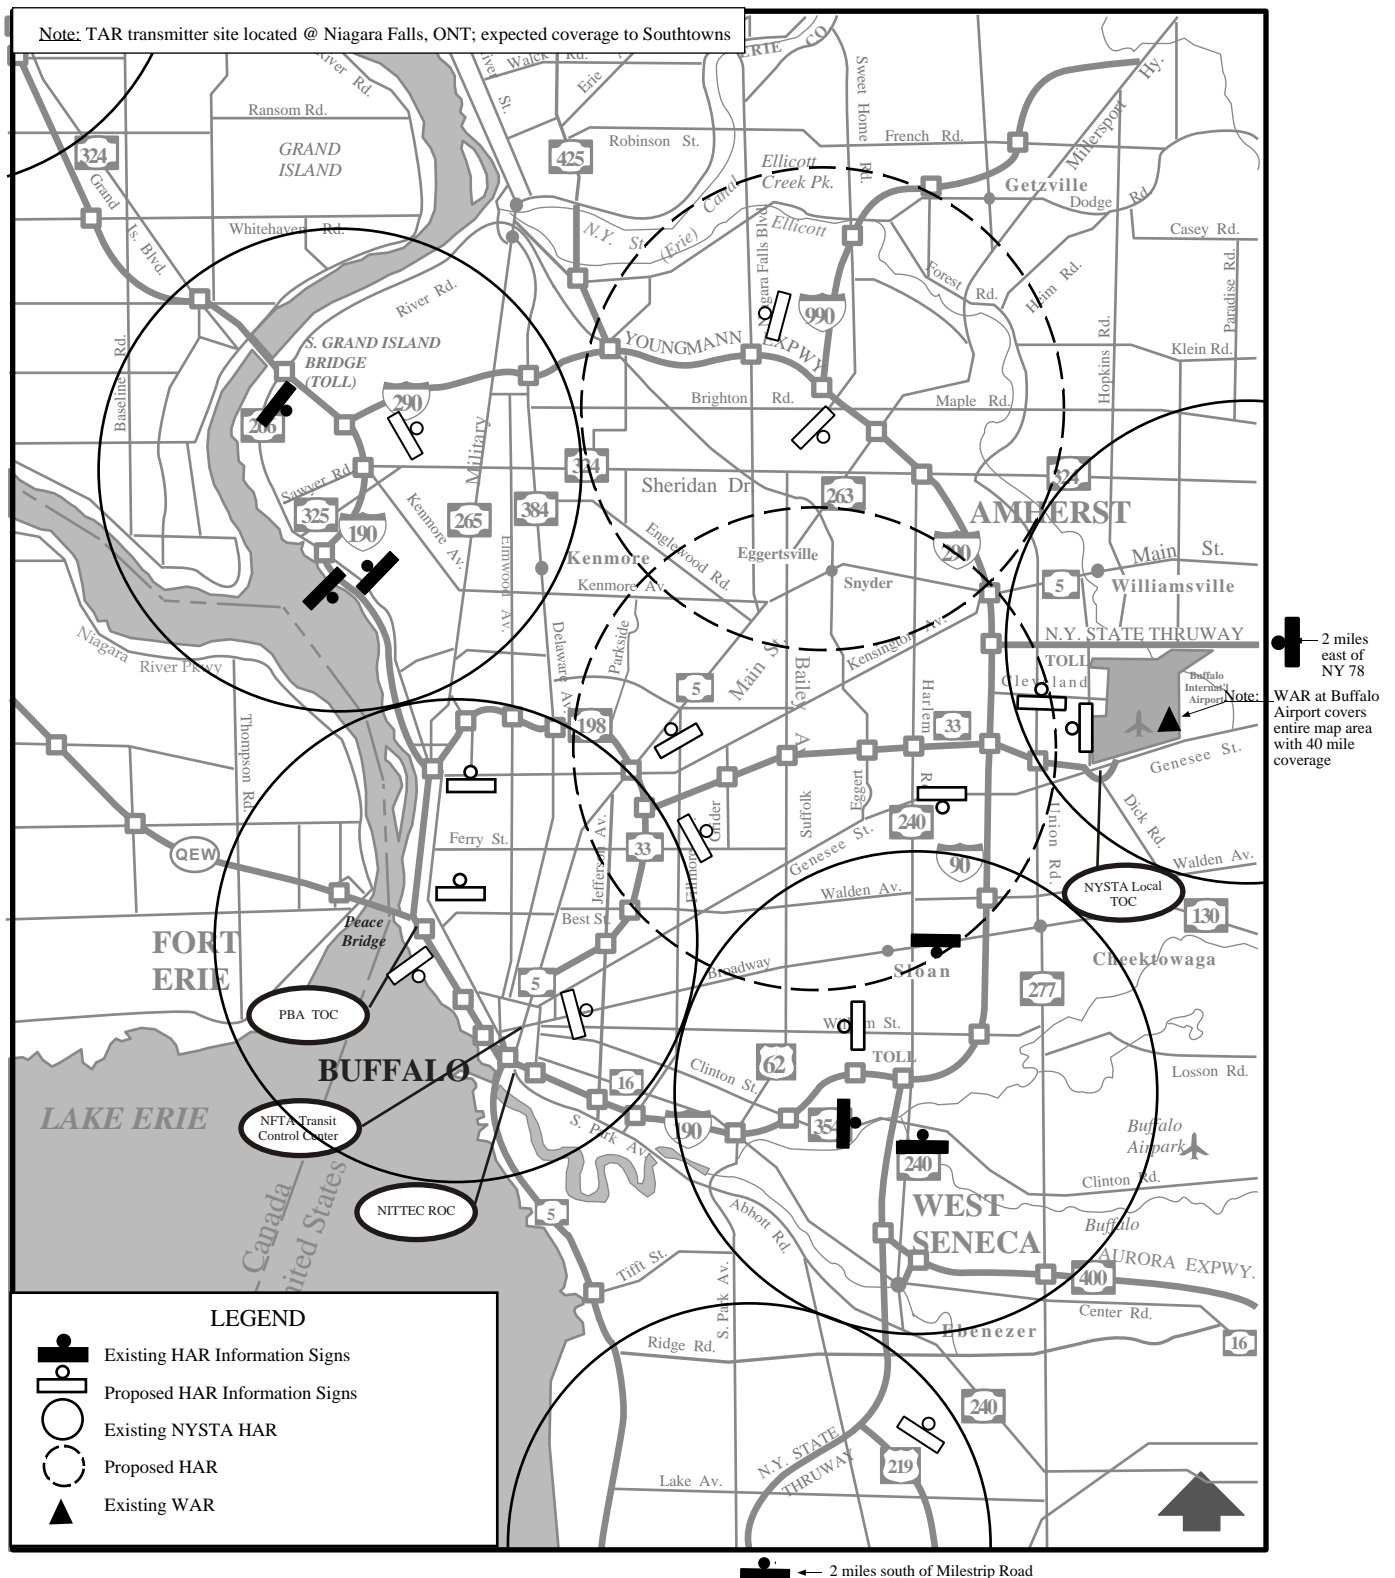 Note: TAR transmitter site located @ Niagara Falls, ONT; expected coverage to Southtowns
ERIE CO
River Rd.
River St.
Walck Rd.
Erie
Sweet Home Rd.
Millersport Hy.
Ransom Rd.
GRAND
ISLAND
324
Grand Is. Blvd.
425
Robinson St.
French Rd.
Ellicott
Creek Pk.
Getzville
Dodge Rd.
Casey Rd.
Whitehaven Rd.
N.Y. St
(Erie)
Canal
Niagara Falls Blvd.
Ellicott
Forest Rd.
Heim Rd.
Paradise Rd.
Hopkins Rd.
Klein Rd.
River Rd.
Baseline Rd.
S. GRAND ISLAND
BRIDGE
(TOLL)
YOUNGMANN EXPWY
990
290
266
Military
Brighton Rd.
Maple Rd.
324
Sheridan Dr.
263
324
AMHERST
Sawyer Rd.
325
190
Kenmore Av.
265
384
Elmwood Av.
Kenmore
Englewood Rd.
Eggertsville
Snyder
290
Main St.
5
Williamsville
Kenmore Av.
N.Y. STATE THRUWAY
2 miles
east of
NY 78
Niagara River Pkwy
Delaware Av.
Parkside
Main St.
Bailey Av.
Kensington Av.
TOLL
Cleveland
Buffalo
Internat'l
Airport
Note: WAR at Buffalo
Airport covers
entire map area
with 40 mile
coverage
Thompson Rd.
198
5
Harlem Rd.
33
Genesee St.
Eggert
Suffolk
Grider
Dick Rd.
Union Rd.
QEW
Ferry St.
Jefferson Av.
33
Fillmore
Genesee St.
240
90
Walden Av.
Walden Av.
NYSTA Local
TOC
130
Peace
Bridge
FORT
ERIE
Best St.
Broadway
Sloan
Cheektowaga
5
277
PBA TOC
William St.
BUFFALO
62
TOLL
Clinton St.
Losson Rd.
LAKE ERIE
NFTA Transit
Control Center
16
S. Park Av.
190
354
240
Buffalo
Airpark
Clinton Rd.
Canada
United States
NITTEC ROC
5
Abbott Rd.
WEST
SENECA
Buffalo
Tifft St.
S. Park Av.
AURORA EXPWY.
400
Center Rd.
Ebenezer
16
Ridge Rd.
240
N.Y. STATE
THRUWAY
219
Lake Av.
LEGEND
Existing HAR Information Signs
Proposed HAR Information Signs
Existing NYSTA HAR
Proposed HAR
Existing WAR
2 miles south of Milestrip Road